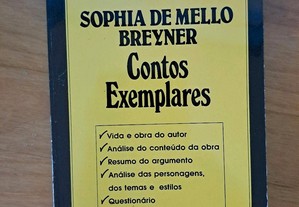 SOPHIA DE MELLO
BREYNER
Contos
Exemplares
✓ Vida e obra do autor
✓ Análise do conteúdo da obra
✓ Resumo do argumento
✓ Análise das personagens,
dos temas e estilos
✓ Questionário